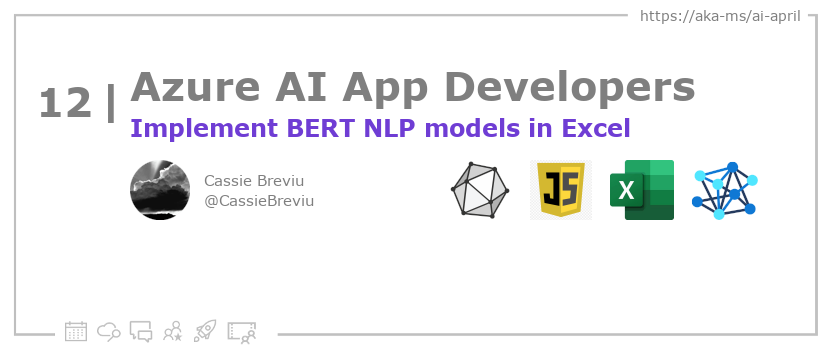 https://aka-ms/ai-april
12 | Azure AI App Developers
Implement BERT NLP models in Excel
Cassie Breviu
@CassieBreviu
JS
X